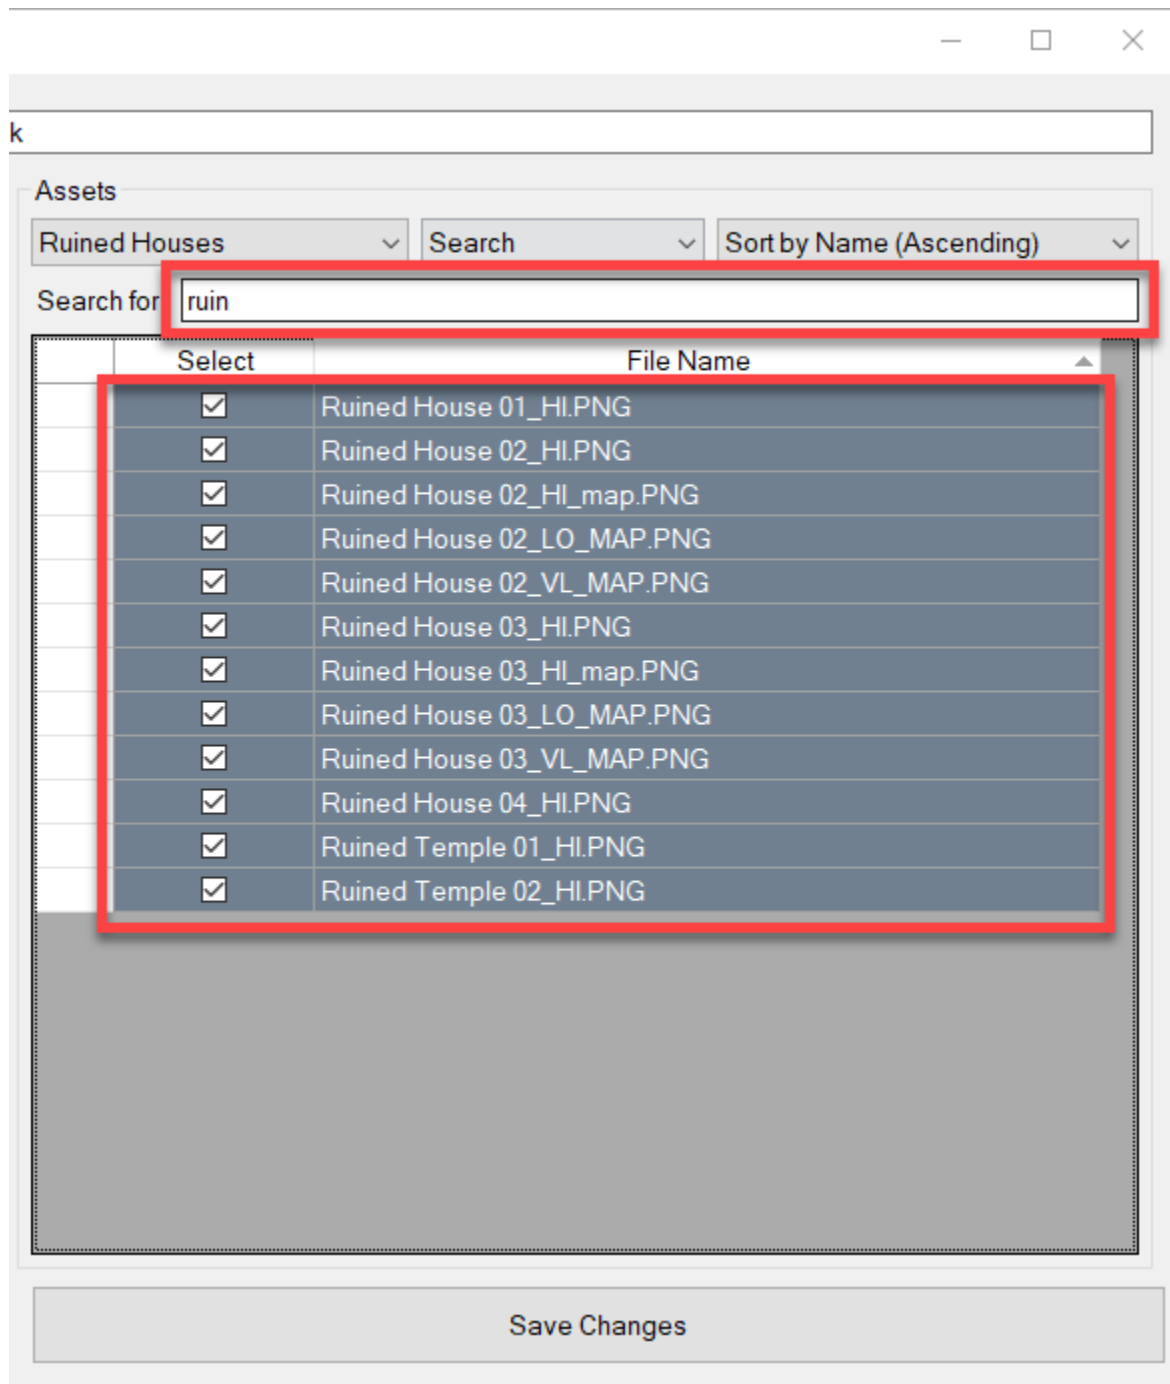 k
Assets
Ruined Houses Search Sort by Name (Ascending)
Search for ruin
Select File Name
Ruined House 01_HI.PNG
Ruined House 02_HI.PNG
Ruined House 02_HI_map.PNG
Ruined House 02_LO_MAP.PNG
Ruined House 02_VL_MAP.PNG
Ruined House 03_HI.PNG
Ruined House 03_HI_map.PNG
Ruined House 03_LO_MAP.PNG
Ruined House 03_VL_MAP.PNG
Ruined House 04_HI.PNG
Ruined Temple 01_HI.PNG
Ruined Temple 02_HI.PNG
Save Changes